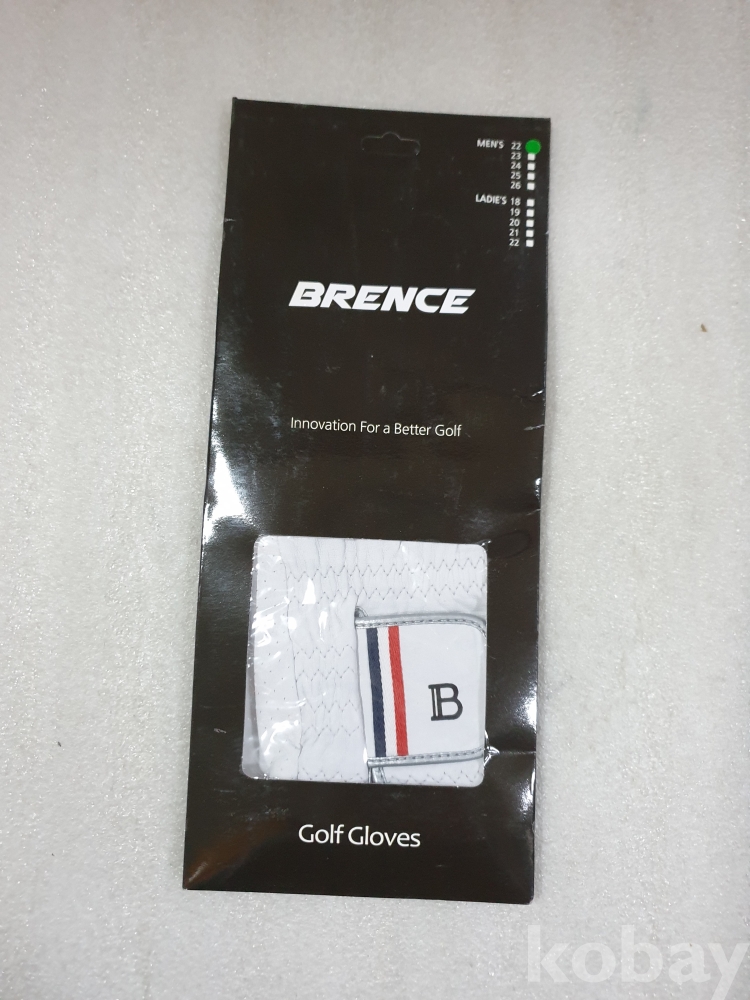 MEN'S 22
23
24
25
26
LADIE'S 18
19
20
21
22
BRENCE
Innovation For a Better Golf
B
Golf Gloves
kobay